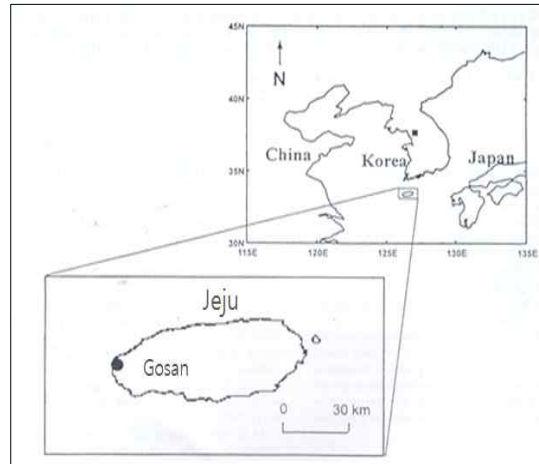 45N
40N
35N
30N
115E 120E 125E 130E 135E
N
China Korea Japan
Jeju
Gosan
0 30 km